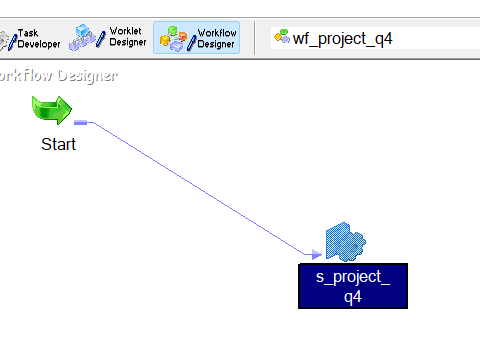 Task
Developer
Worklet
Designer
Workflow
Designer
wf_project_q4
orkflow Designer
Start
s_project_
q4